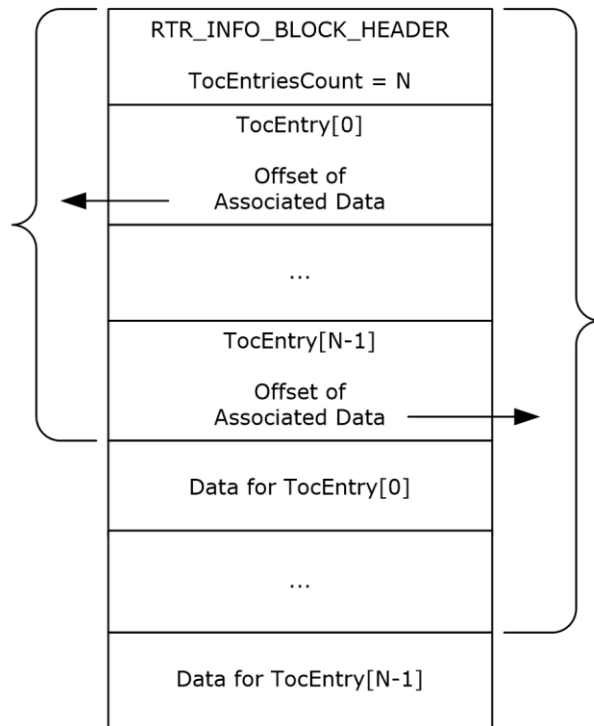 RTR_INFO_BLOCK_HEADER
TocEntriesCount = N
TocEntry[0]
Offset of
Associated Data
...
TocEntry[N-1]
Offset of
Associated Data
Data for TocEntry[0]
...
Data for TocEntry[N-1]